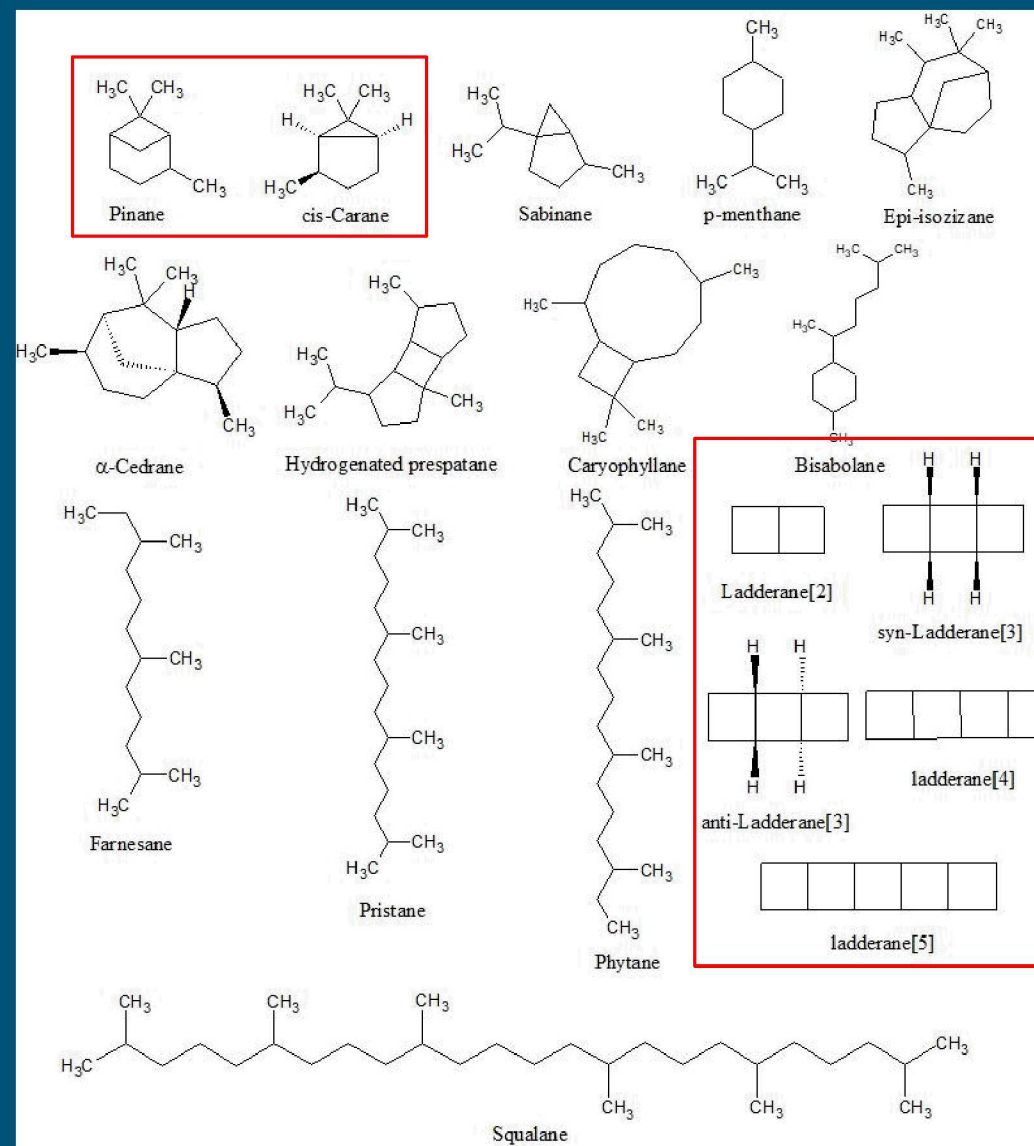 H₃C CH₃
CH₃
Pinane
H₃C CH₃
H H
H₃C
cis-Carane
H₃C
H₃C
CH₃
Sabinane
CH₃
H₃C CH₃
p-menthane
H₃C CH₃
H₃C
CH₃
Epi-isozizane
H₃C
CH₃
H
H₃C
CH₃
α-Cedrane
H₃C
H₃C
H₃C
CH₃
Hydrogenated prespatane
CH₃
H₃C
H₃C
CH₃
Caryophyllane
H₃C
CH₃
H₃C
CH₃
Bisabolane
H₃C
CH₃
CH₃
CH₃
H₃C
Farnesane
H₃C
CH₃
CH₃
CH₃
CH₃
H₃C
Pristane
H₃C
CH₃
CH₃
CH₃
CH₃
CH₃
Phytane
Ladderane[2]
H H
H H
syn-Ladderane[3]
H H
H H
anti-Ladderane[3]
ladderane[4]
ladderane[5]
CH₃ CH₃ CH₃
H₃C CH₃
CH₃ CH₃ CH₃
Squalane